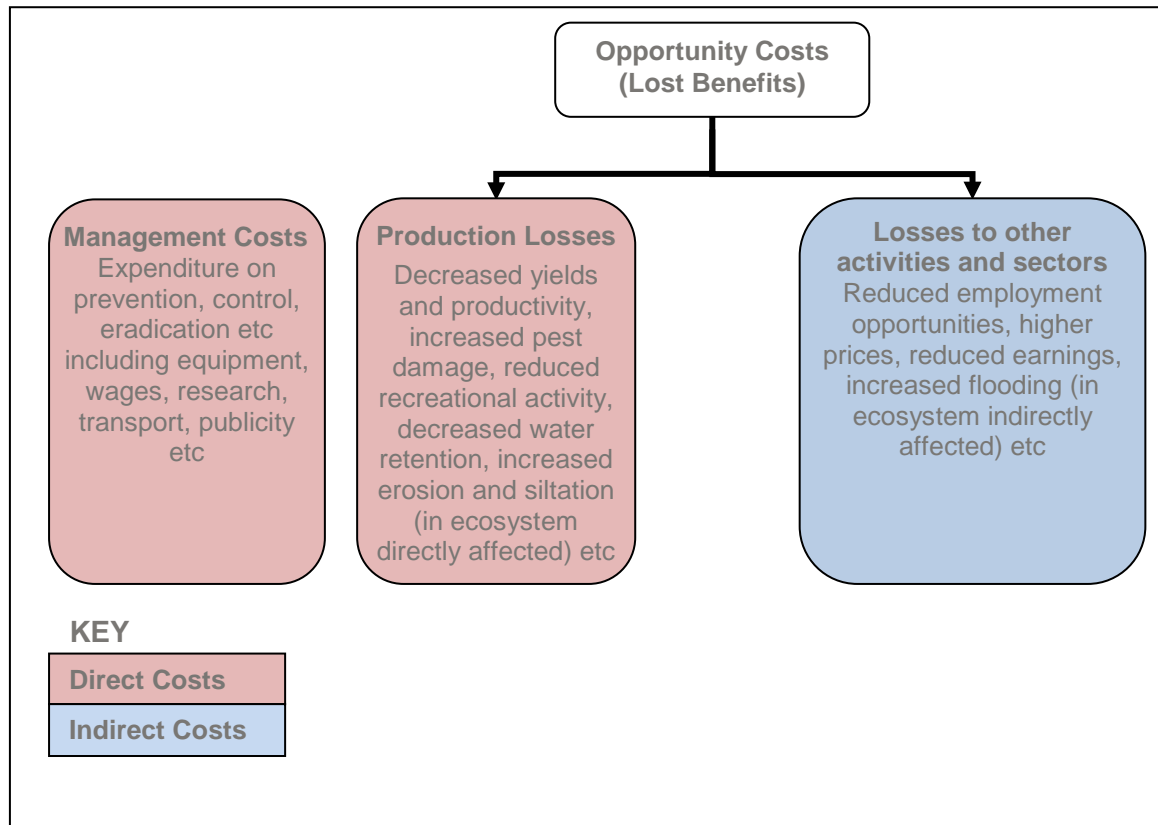 Opportunity Costs
(Lost Benefits)
Management Costs
Expenditure on
prevention, control,
eradication etc
including equipment,
wages, research,
transport, publicity
etc
Production Losses
Decreased yields
and productivity,
increased pest
damage, reduced
recreational activity,
decreased water
retention, increased
erosion and siltation
(in ecosystem
directly affected) etc
Losses to other
activities and sectors
Reduced employment
opportunities, higher
prices, reduced earnings,
increased flooding (in
ecosystem indirectly
affected) etc
KEY
Direct Costs
Indirect Costs